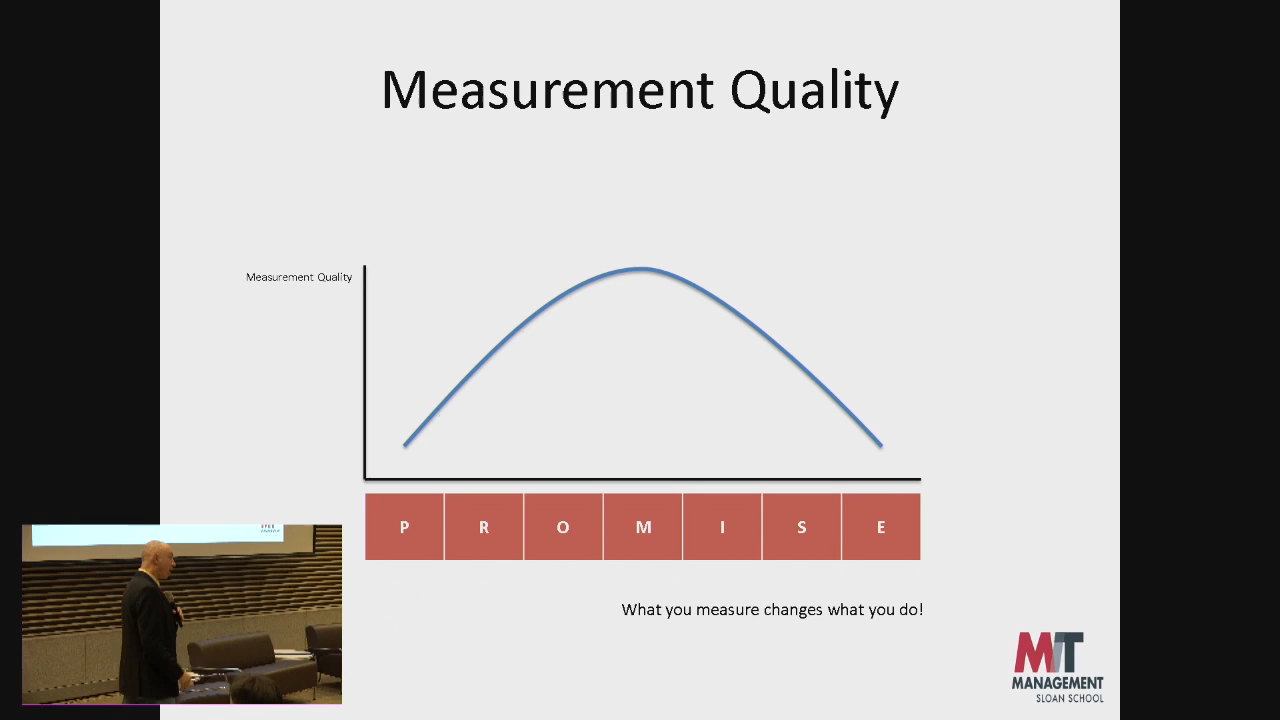 Measurement Quality
Measurement Quality
P R O M I S E
What you measure changes what you do!
MIT
MANAGEMENT
SLOAN SCHOOL